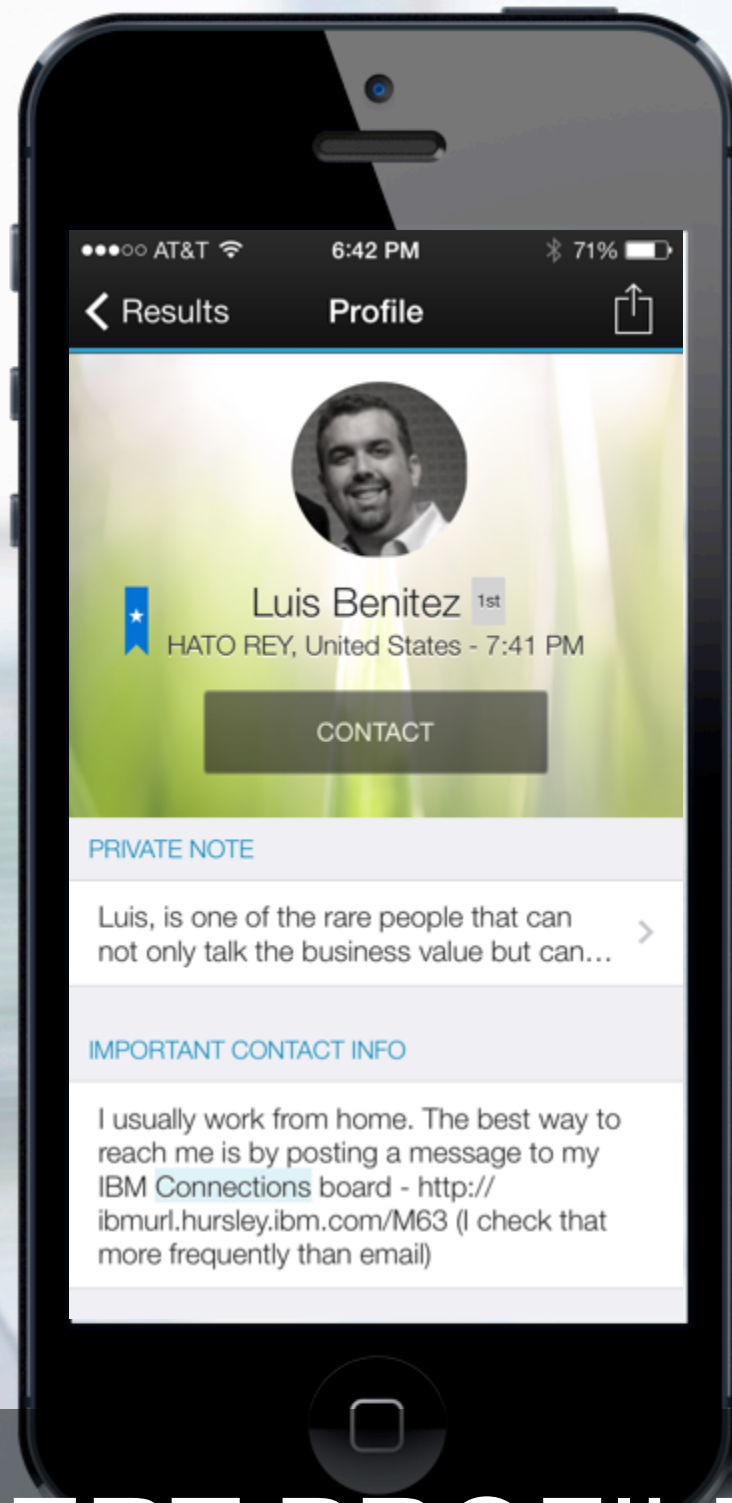 AT&T 6:42 PM 71%
Results Profile
Luis Benitez 1st
HATO REY, United States - 7:41 PM
CONTACT
PRIVATE NOTE
Luis, is one of the rare people that can
not only talk the business value but can...
IMPORTANT CONTACT INFO
I usually work from home. The best way to
reach me is by posting a message to my
IBM Connections board - http://
ibmurl.hursley.ibm.com/M63 (I check that
more frequently than email)